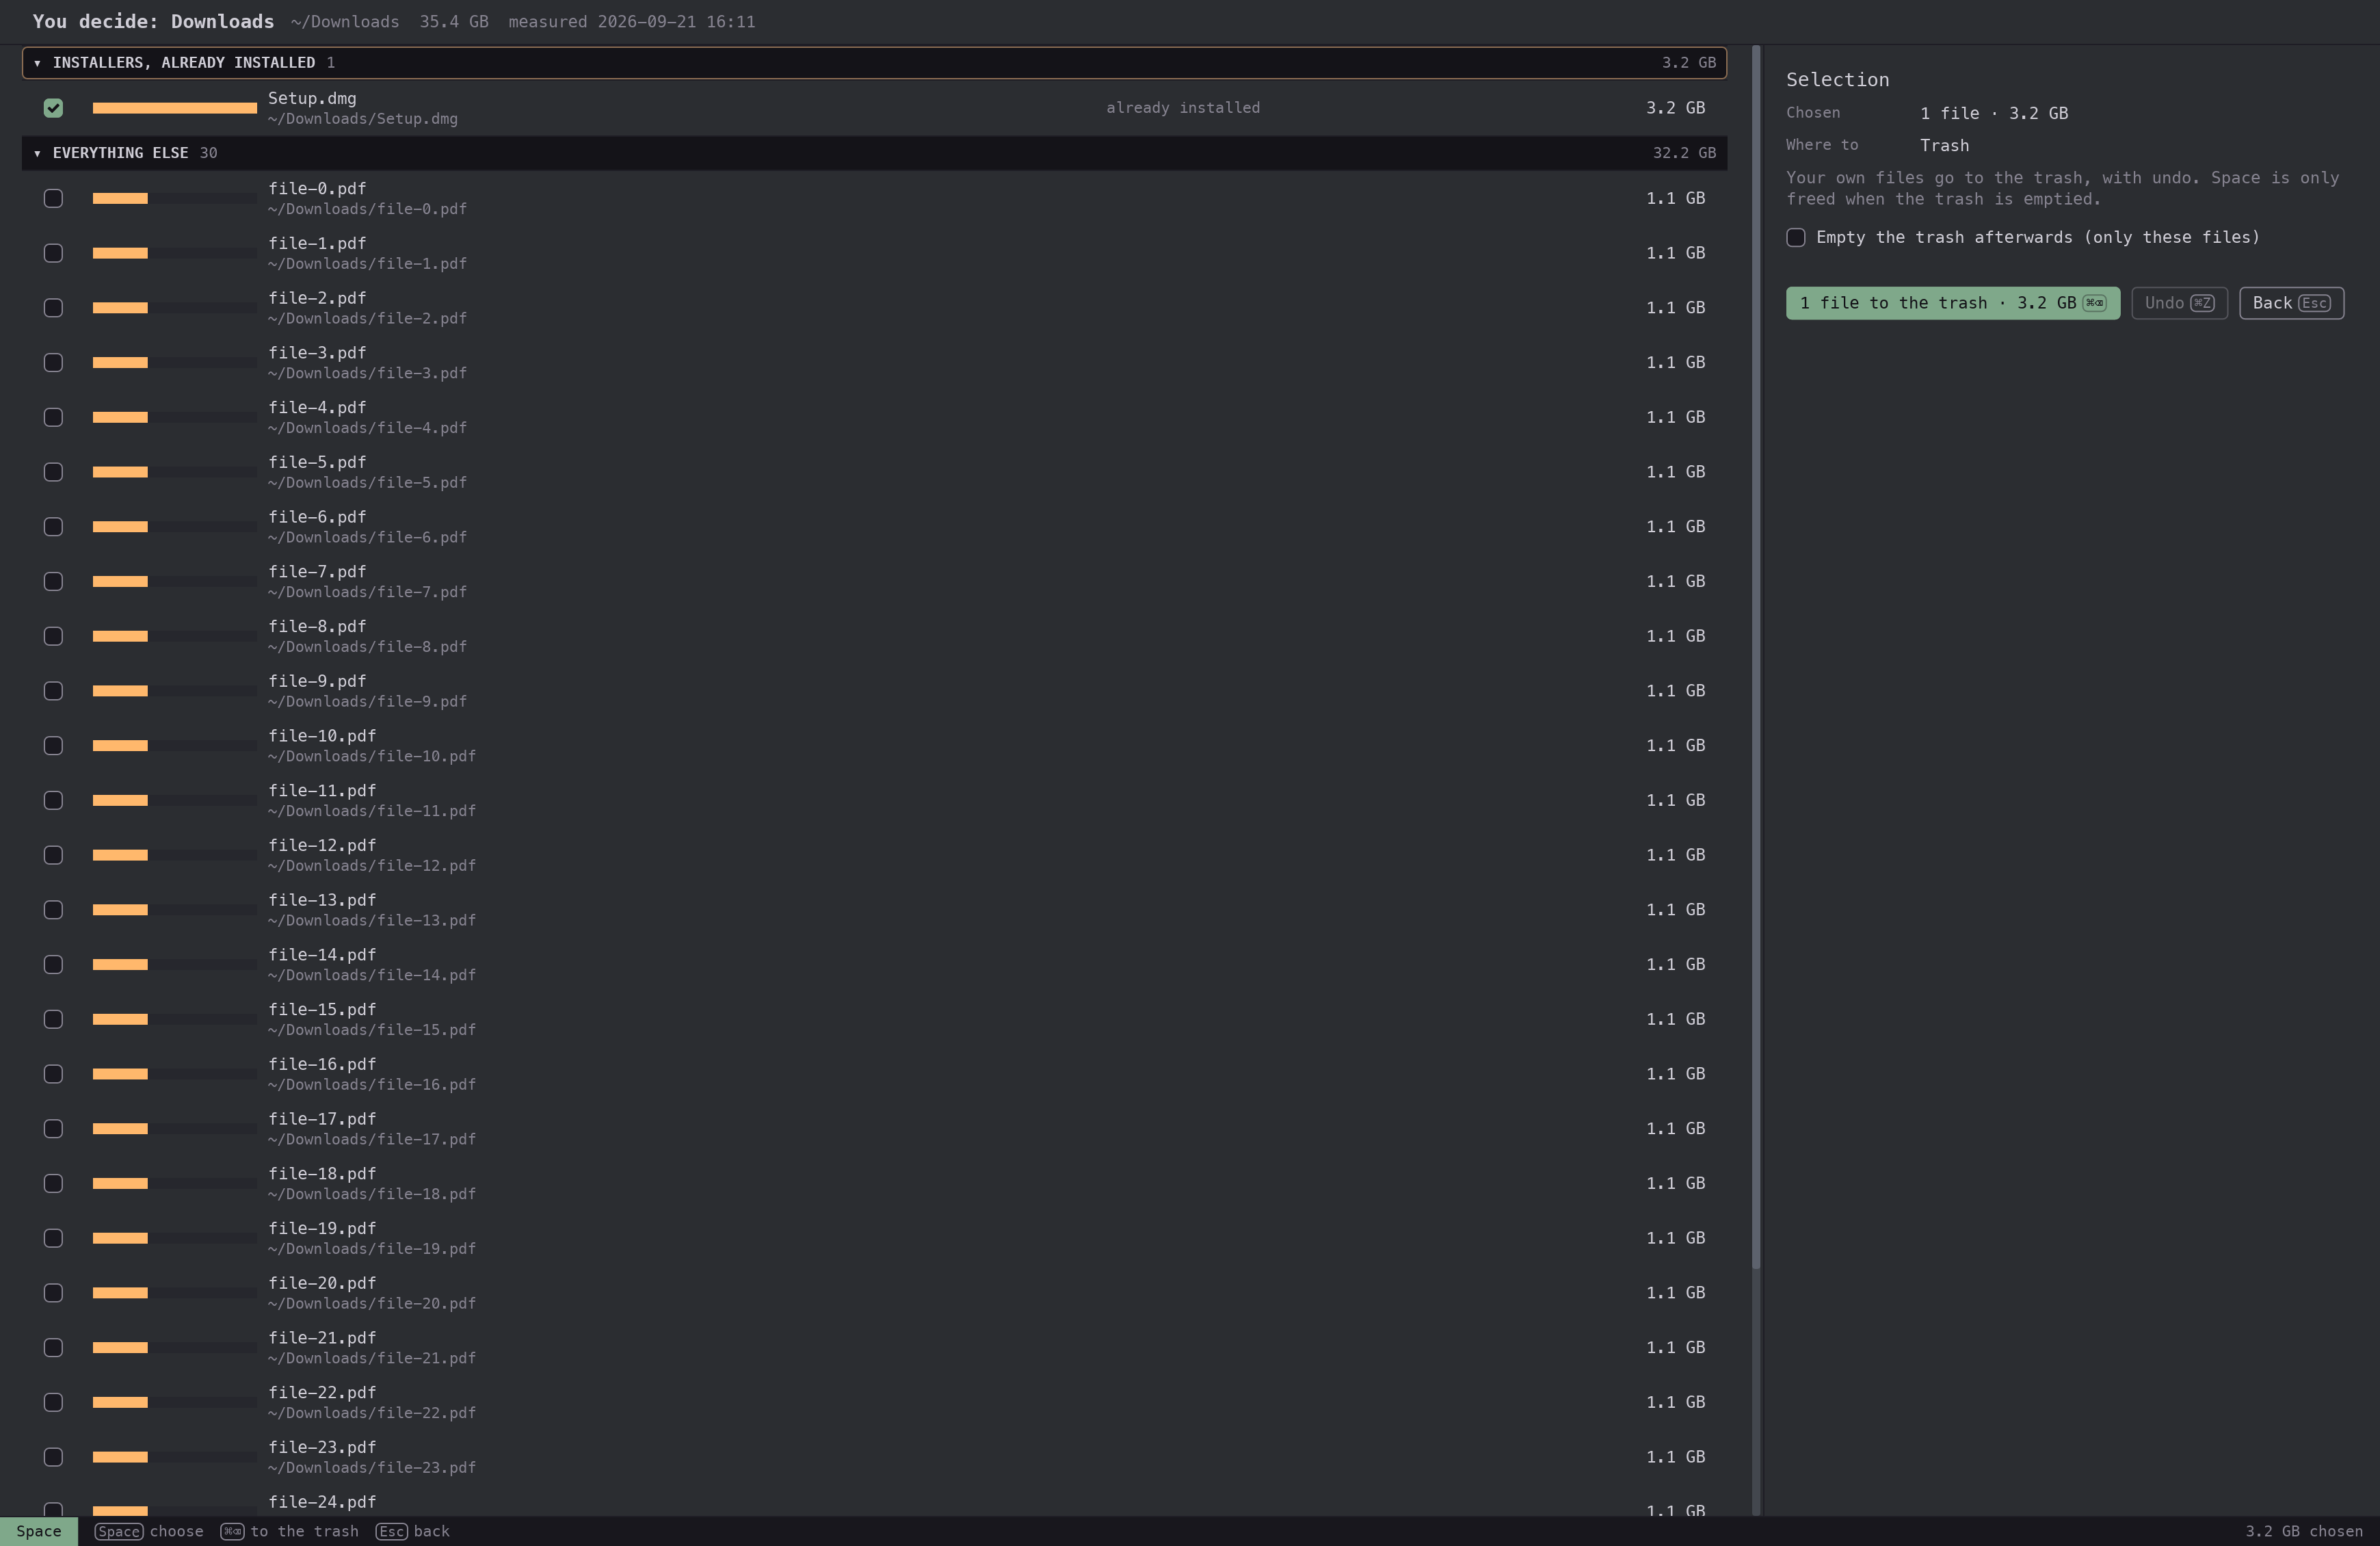 You decide: Downloads ~/Downloads 35.4 GB measured 2026-09-21 16:11
▾ INSTALLERS, ALREADY INSTALLED 1 3.2 GB
Setup.dmg already installed 3.2 GB
~/Downloads/Setup.dmg
▾ EVERYTHING ELSE 30 32.2 GB
file-0.pdf 1.1 GB
~/Downloads/file-0.pdf
file-1.pdf 1.1 GB
~/Downloads/file-1.pdf
file-2.pdf 1.1 GB
~/Downloads/file-2.pdf
file-3.pdf 1.1 GB
~/Downloads/file-3.pdf
file-4.pdf 1.1 GB
~/Downloads/file-4.pdf
file-5.pdf 1.1 GB
~/Downloads/file-5.pdf
file-6.pdf 1.1 GB
~/Downloads/file-6.pdf
file-7.pdf 1.1 GB
~/Downloads/file-7.pdf
file-8.pdf 1.1 GB
~/Downloads/file-8.pdf
file-9.pdf 1.1 GB
~/Downloads/file-9.pdf
file-10.pdf 1.1 GB
~/Downloads/file-10.pdf
file-11.pdf 1.1 GB
~/Downloads/file-11.pdf
file-12.pdf 1.1 GB
~/Downloads/file-12.pdf
file-13.pdf 1.1 GB
~/Downloads/file-13.pdf
file-14.pdf 1.1 GB
~/Downloads/file-14.pdf
file-15.pdf 1.1 GB
~/Downloads/file-15.pdf
file-16.pdf 1.1 GB
~/Downloads/file-16.pdf
file-17.pdf 1.1 GB
~/Downloads/file-17.pdf
file-18.pdf 1.1 GB
~/Downloads/file-18.pdf
file-19.pdf 1.1 GB
~/Downloads/file-19.pdf
file-20.pdf 1.1 GB
~/Downloads/file-20.pdf
file-21.pdf 1.1 GB
~/Downloads/file-21.pdf
file-22.pdf 1.1 GB
~/Downloads/file-22.pdf
file-23.pdf 1.1 GB
~/Downloads/file-23.pdf
file-24.pdf 1.1 GB
Selection
Chosen 1 file · 3.2 GB
Where to Trash
Your own files go to the trash, with undo. Space is only
freed when the trash is emptied.
Empty the trash afterwards (only these files)
1 file to the trash · 3.2 GB ⌘⌫ Undo ⌘Z Back Esc
Space Space choose ⌘⌫ to the trash Esc back 3.2 GB chosen